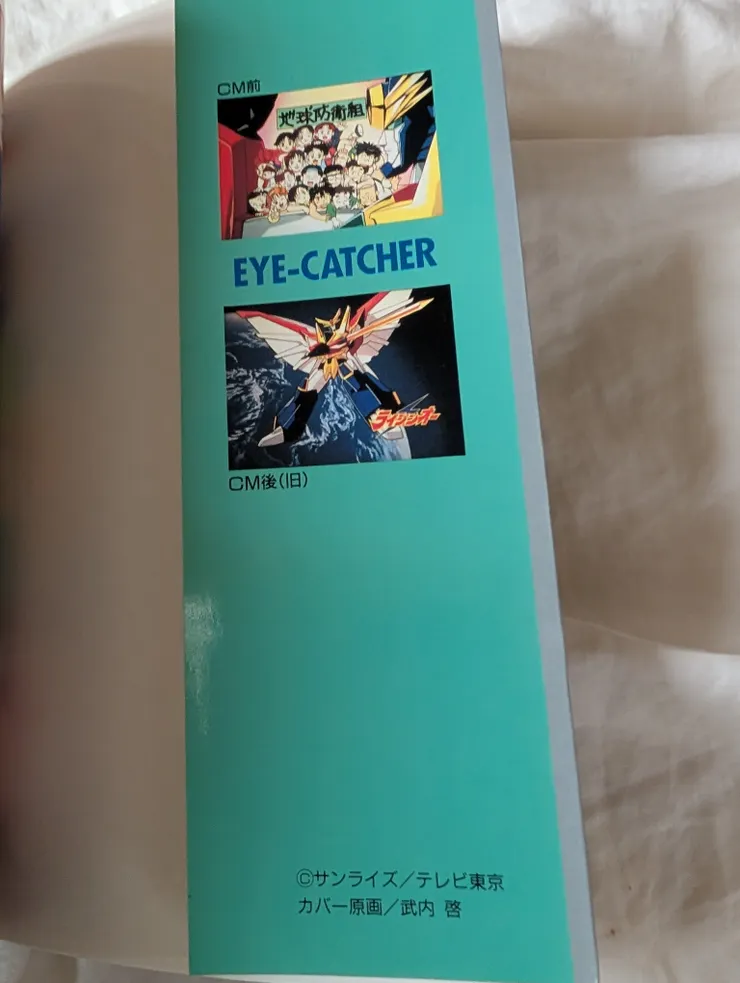 CM前
地球防衛組
EYE-CATCHER
ライジンオー
CM後(旧)
©サンライズ/テレビ東京
カバー原画/武内 啓